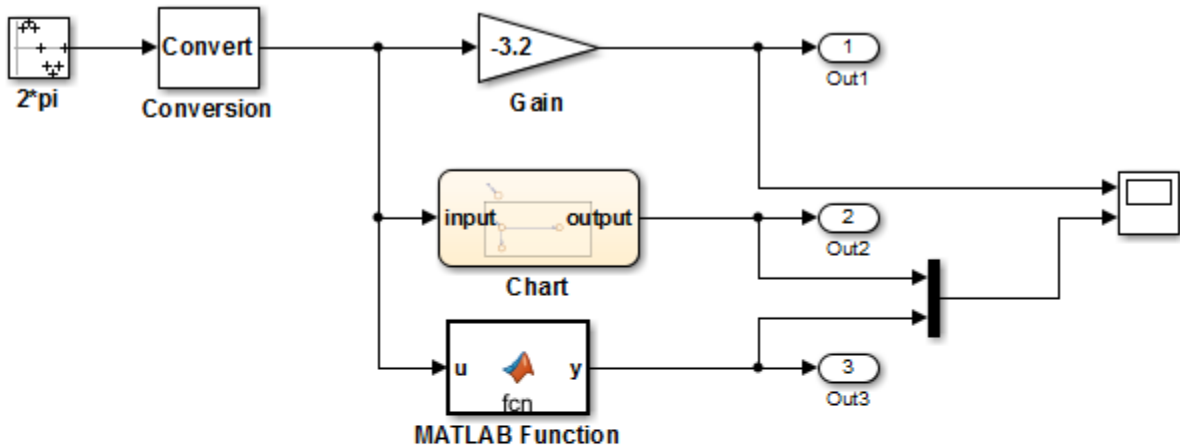 2*pi
Convert
Conversion
-3.2
Gain
1
Out1
input
output
Chart
2
Out2
u
fcn
y
MATLAB Function
3
Out3